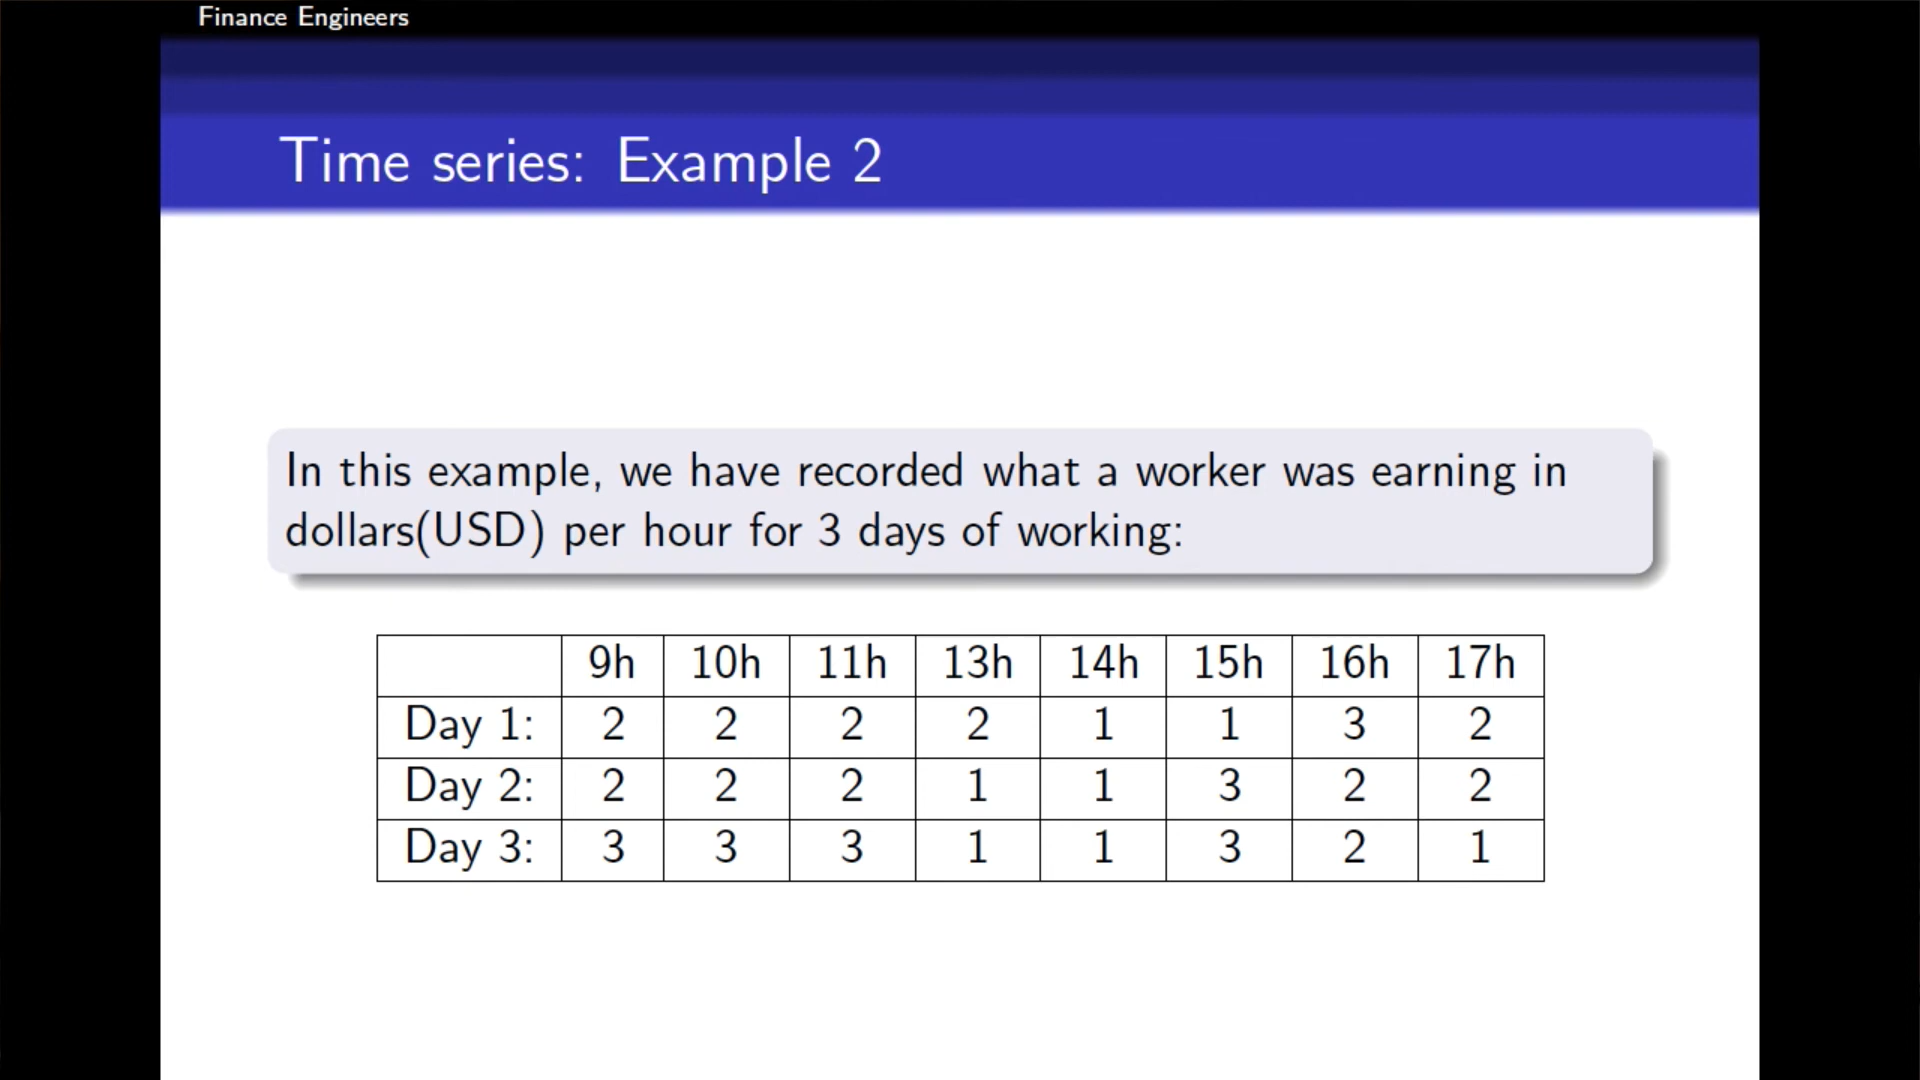 Finance Engineers
Time series: Example 2
In this example, we have recorded what a worker was earning in
dollars(USD) per hour for 3 days of working:
9h 10h 11h 13h 14h 15h 16h 17h
Day 1: 2 2 2 2 1 1 3 2
Day 2: 2 2 2 1 1 3 2 2
Day 3: 3 3 3 1 1 3 2 1